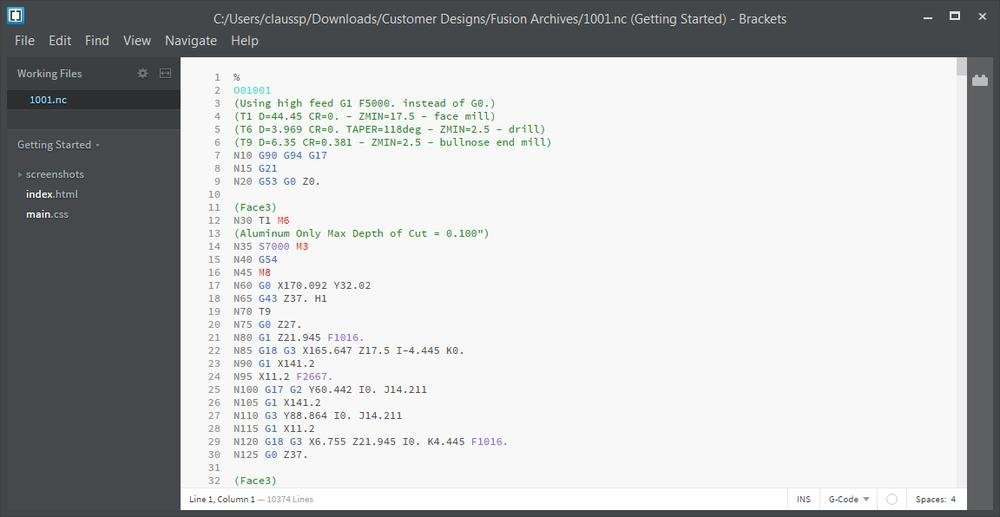 C:/Users/claussp/Downloads/Customer Designs/Fusion Archives/1001.nc (Getting Started) - Brackets
File Edit Find View Navigate Help
Working Files
1001.nc
Getting Started
screenshots
index.html
main.css
1 %
2 O01001
3 (Using high feed G1 F5000. instead of G0.)
4 (T1 D=44.45 CR=0. - ZMIN=17.5 - face mill)
5 (T6 D=3.969 CR=0. TAPER=118deg - ZMIN=2.5 - drill)
6 (T9 D=6.35 CR=0.381 - ZMIN=2.5 - bullnose end mill)
7 N10 G90 G94 G17
8 N15 G21
9 N20 G53 G0 Z0.
10
11 (Face3)
12 N30 T1 M6
13 (Aluminum Only Max Depth of Cut = 0.100")
14 N35 S7000 M3
15 N40 G54
16 N45 M8
17 N60 G0 X170.092 Y32.02
18 N65 G43 Z37. H1
19 N70 T9
20 N75 G0 Z27.
21 N80 G1 Z21.945 F1016.
22 N85 G18 G3 X165.647 Z17.5 I-4.445 K0.
23 N90 G1 X141.2
24 N95 X11.2 F2667.
25 N100 G17 G2 Y60.442 I0. J14.211
26 N105 G1 X141.2
27 N110 G3 Y88.864 I0. J14.211
28 N115 G1 X11.2
29 N120 G18 G3 X6.755 Z21.945 I0. K4.445 F1016.
30 N125 G0 Z37.
31
32 (Face3)
Line 1, Column 1 — 10374 Lines INS G-Code Spaces: 4